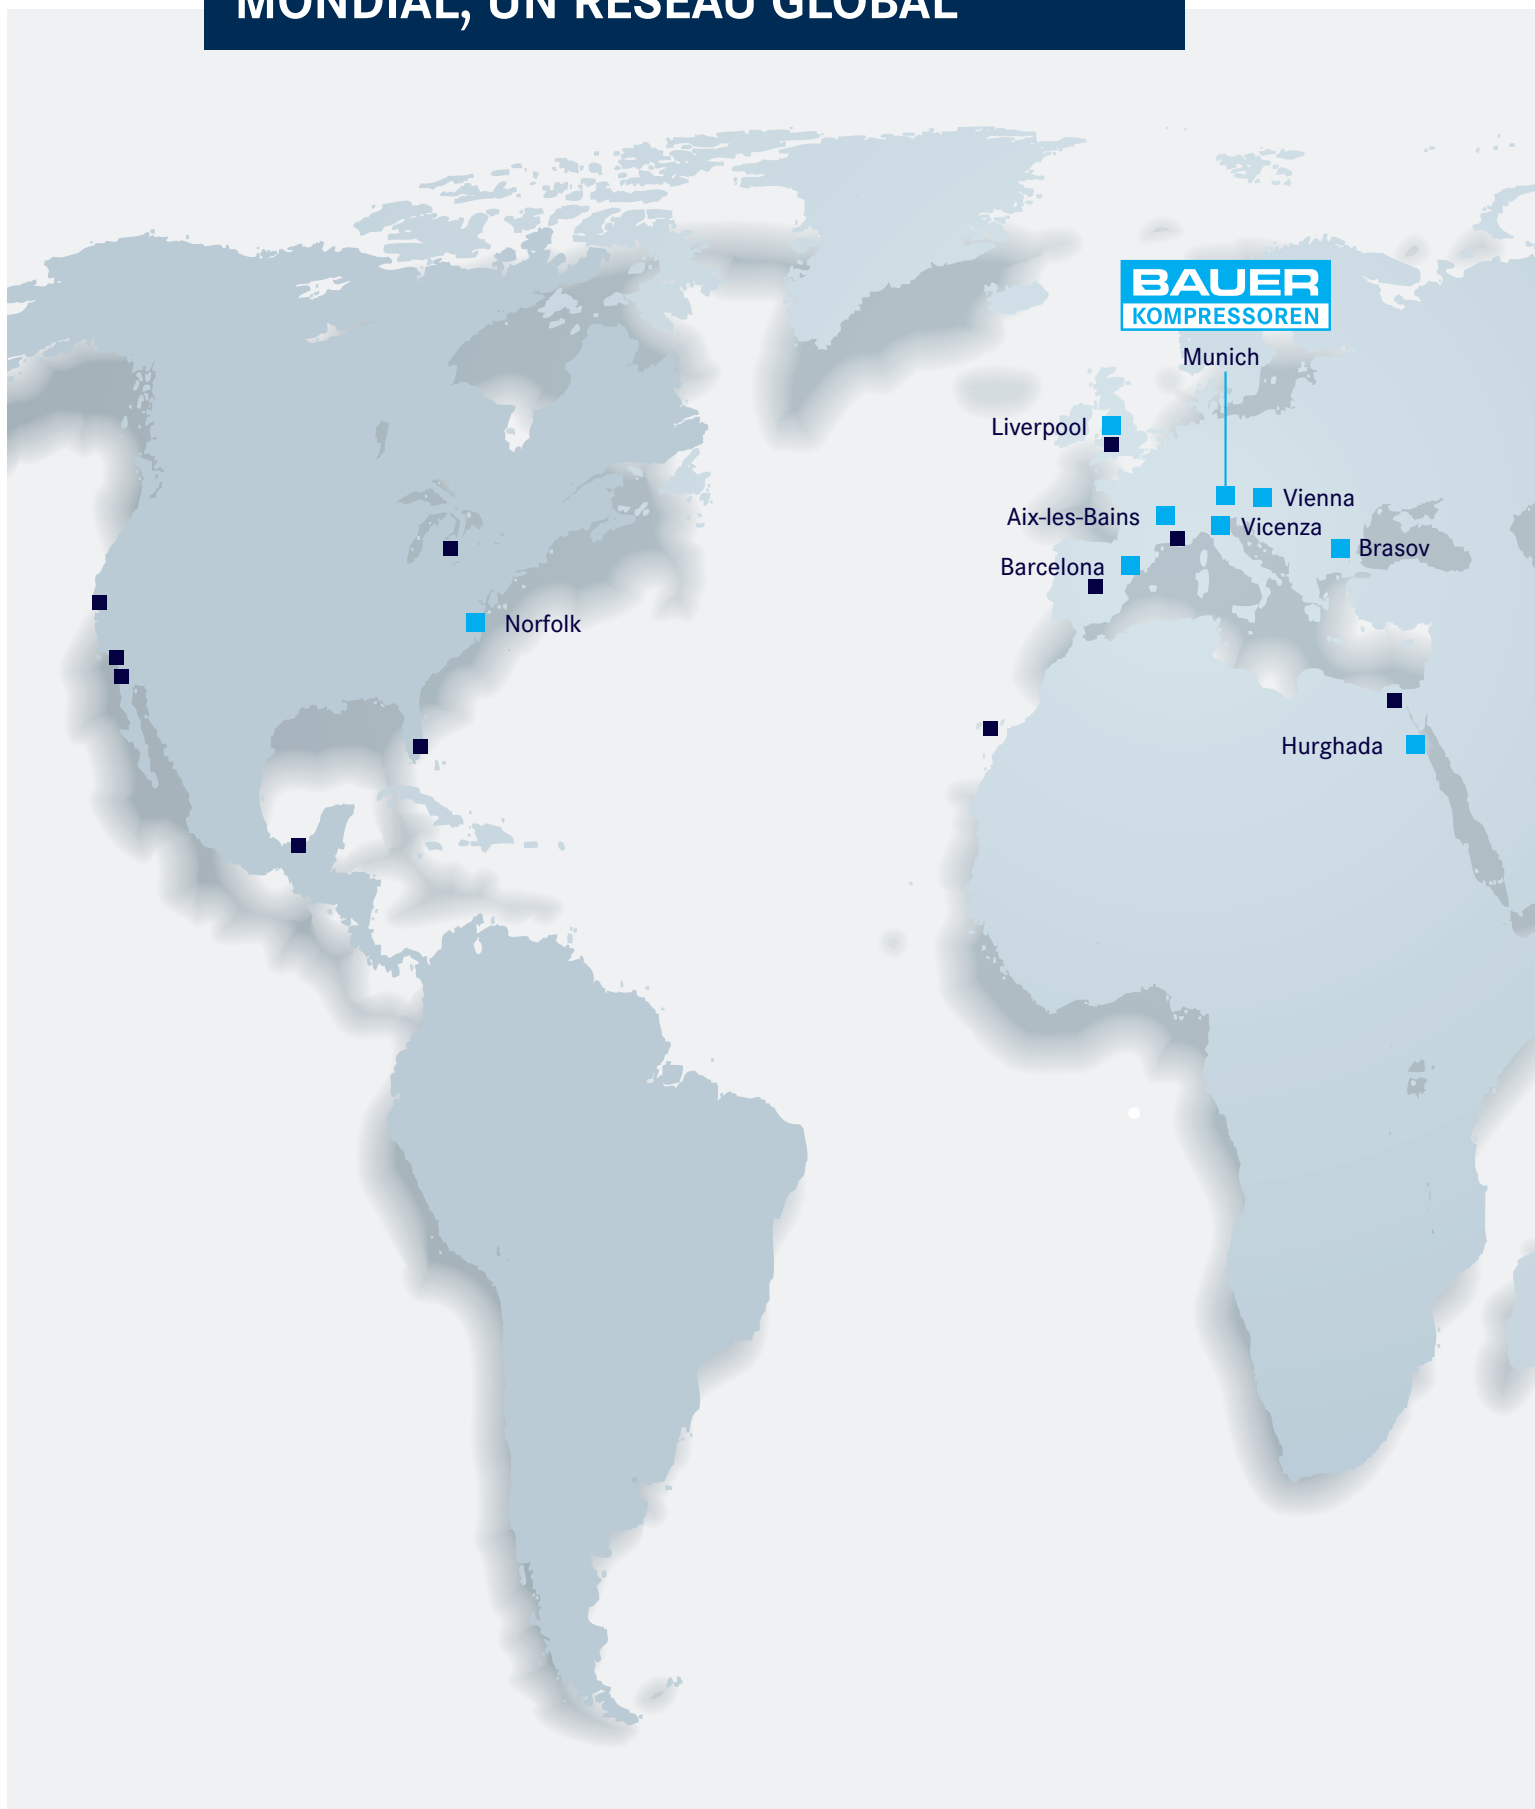 MONDIAL, UN RÉSEAU GLOBAL
BAUER
KOMPRESSOREN
Munich
Liverpool
Vienna
Aix-les-Bains
Vicenza
Brasov
Barcelona
Norfolk
Hurghada